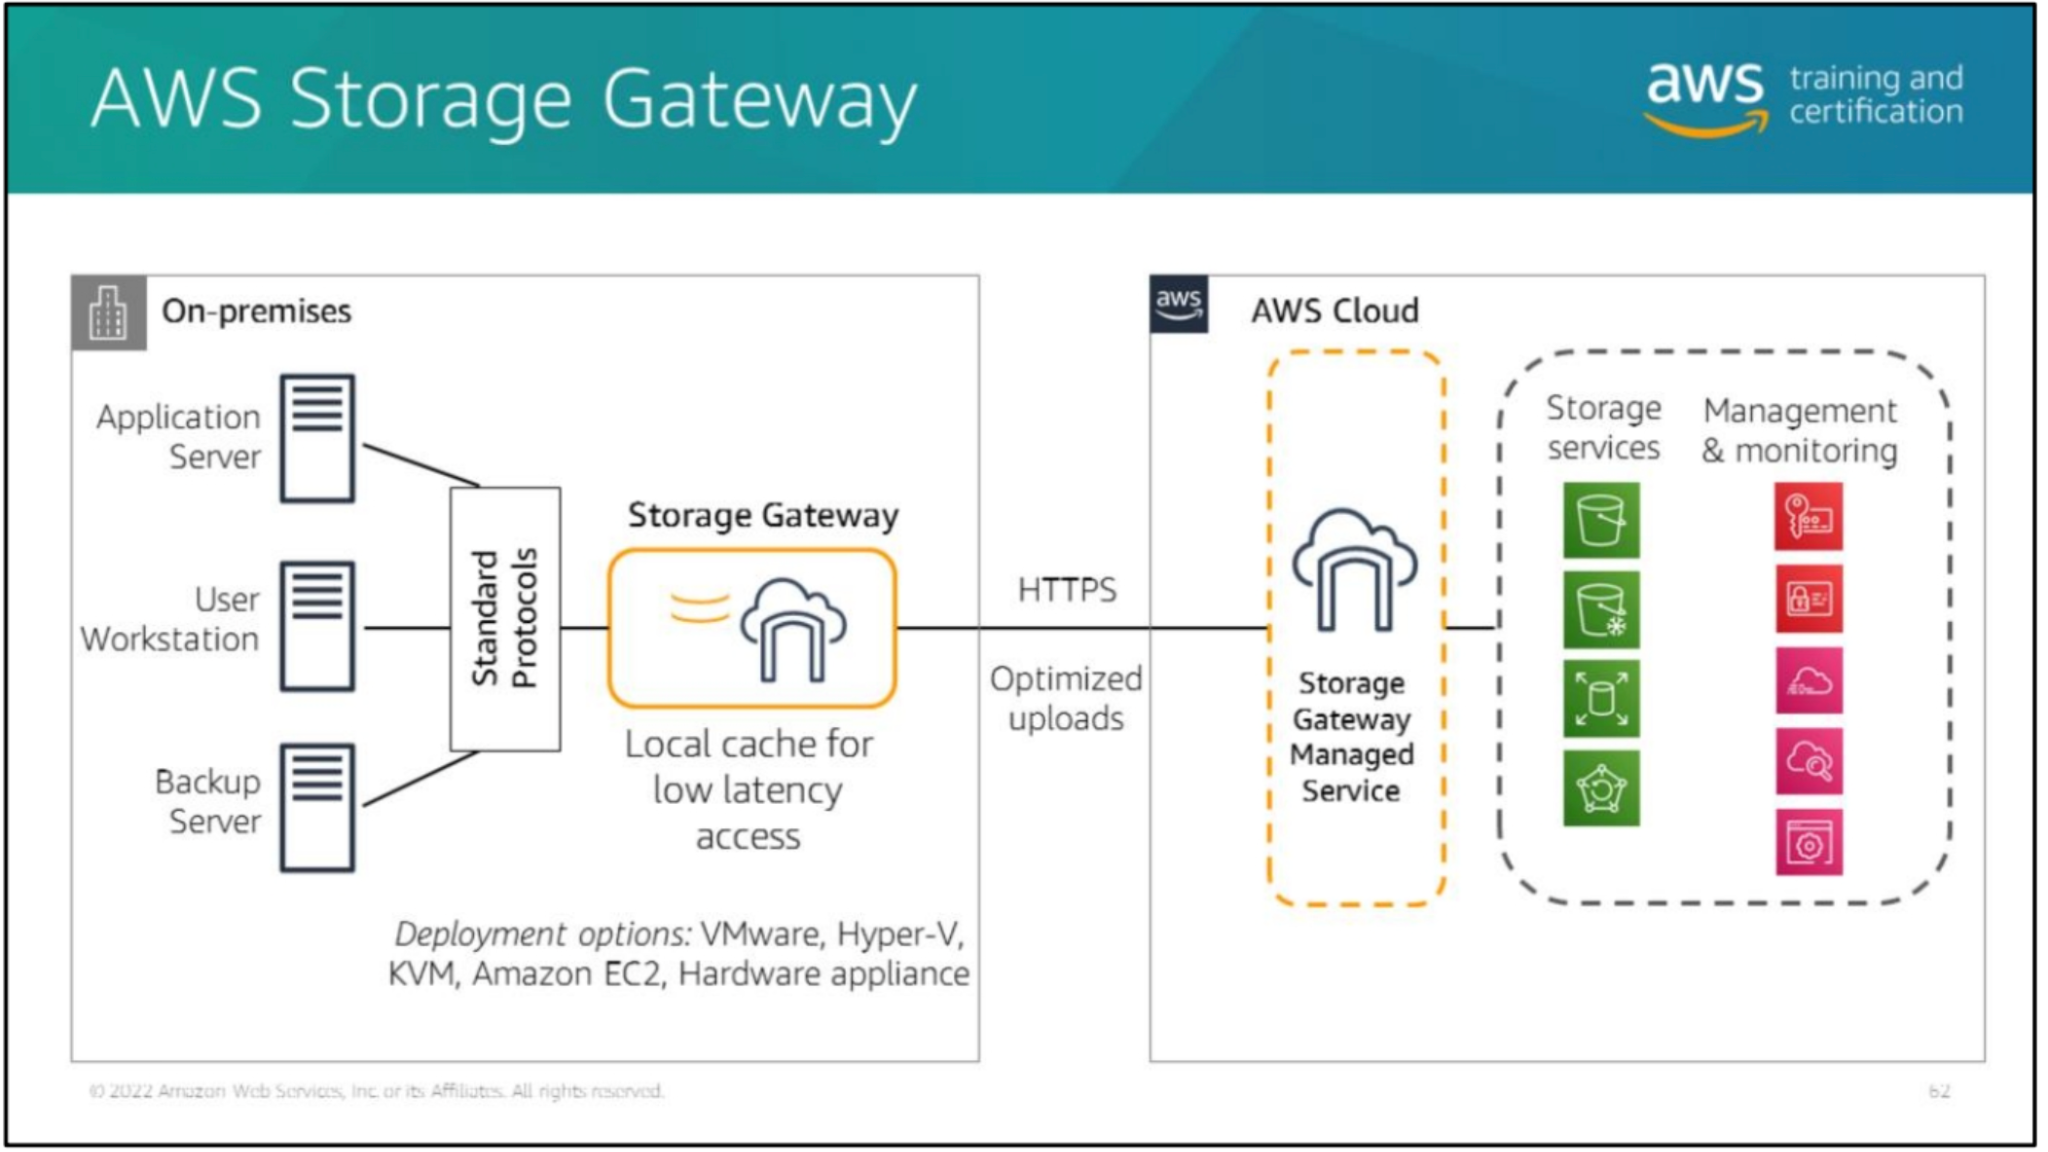 AWS Storage Gateway
aws
training and
certification
On-premises
Application
Server
User
Workstation
Backup
Server
Standard
Protocols
Storage Gateway
Local cache for
low latency
access
Deployment options: VMware, Hyper-V,
KVM, Amazon EC2, Hardware appliance
HTTPS
Optimized
uploads
aws
AWS Cloud
Storage
Gateway
Managed
Service
Storage
services
Management
& monitoring
© 2022 Amazon Web Services, Inc. or its Affiliates. All rights reserved.
62